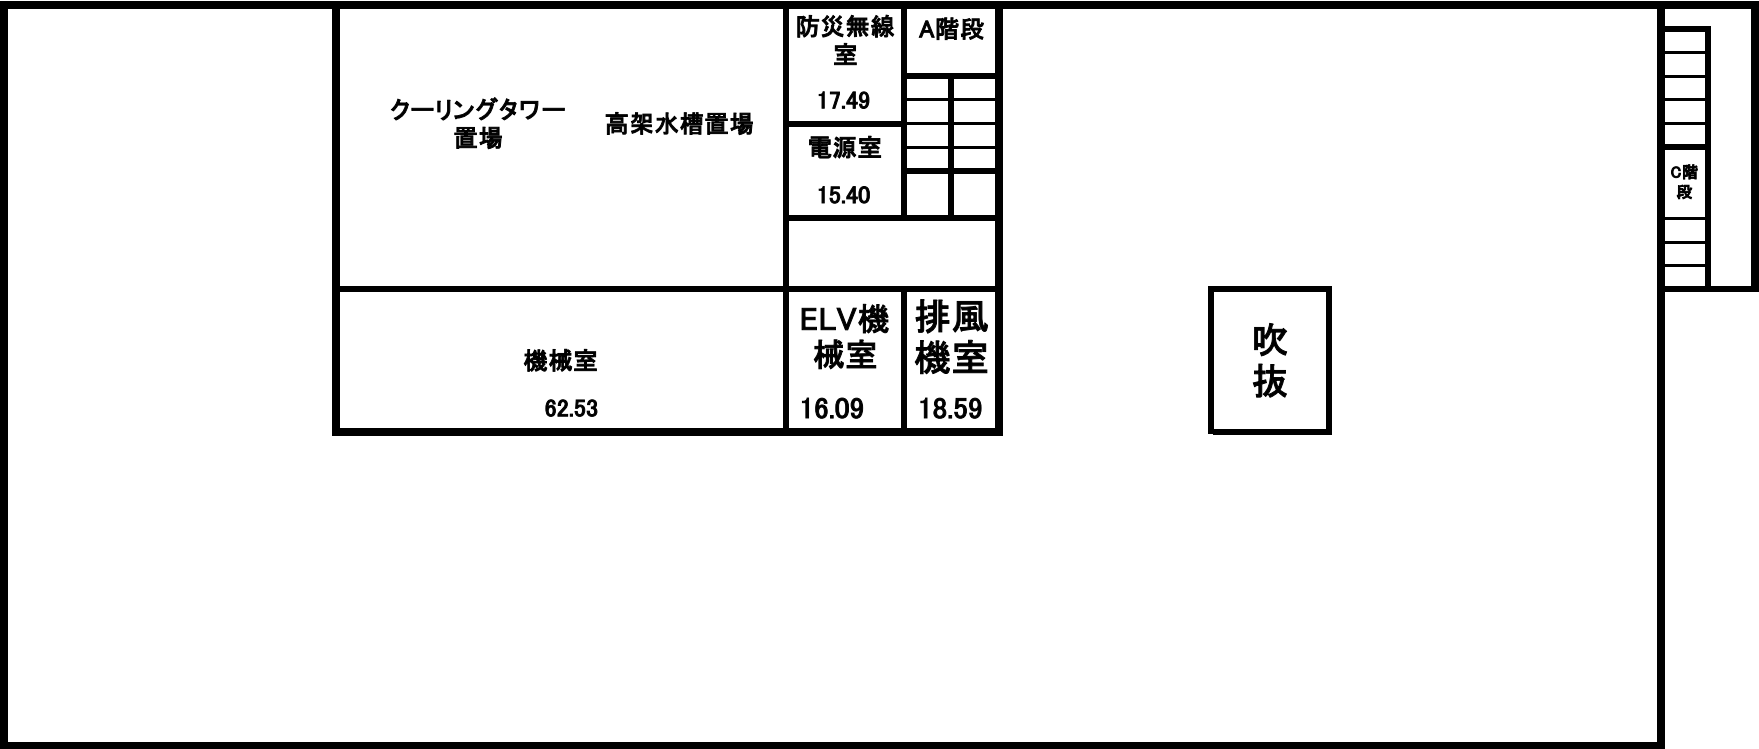 防災無線
室
17.49
A階段
クーリングタワー
置場
高架水槽置場
電源室
15.40
C階
段
機械室
62.53
ELV機
械室
16.09
排風
機室
18.59
吹
抜